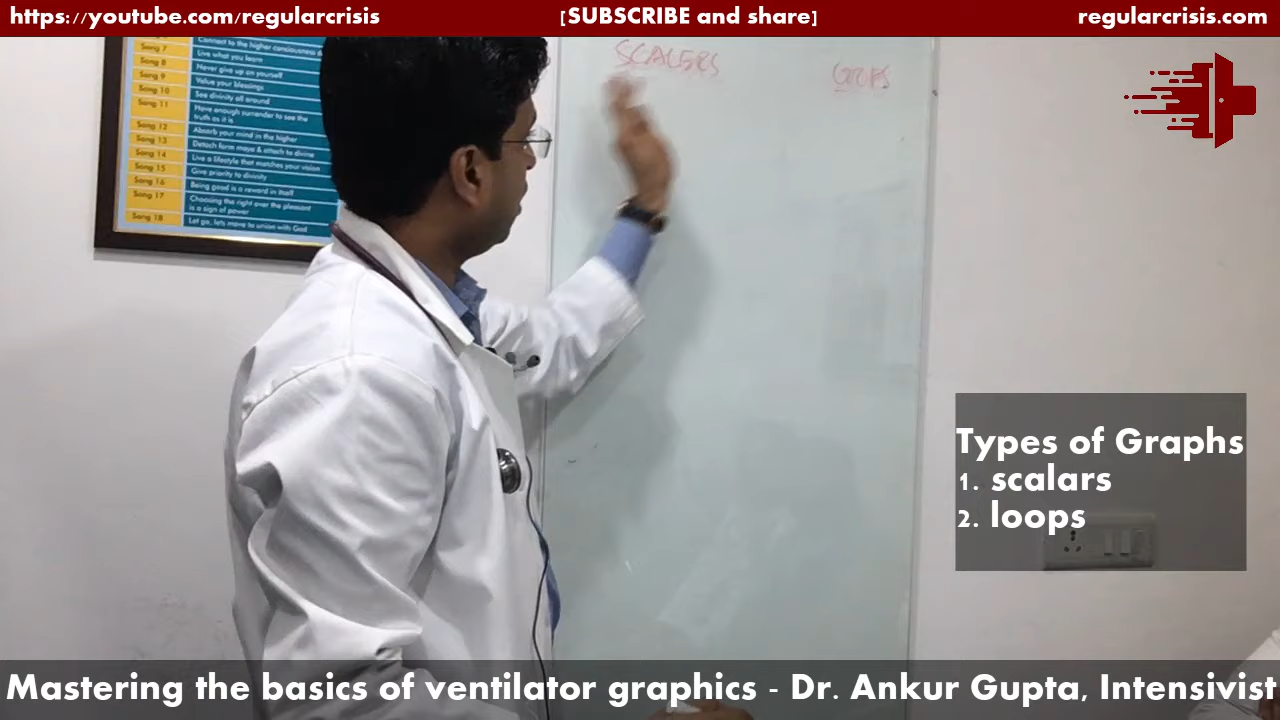 https://youtube.com/regularcrisis
[SUBSCRIBE and share]
regularcrisis.com
Song 7 Connect to the higher consiousness
Song 8 Live what you learn
Song 9 Never give up on yourself
Song 10 Value your blessings
Song 11 See divinity all around
Have enough surrender to see the
truth as it is
Song 12 Absorb your mind in the higher
Song 13 Detach form maya & attach to divine
Song 14 Live a lifestyle that matches your vision
Song 15 Give priority to divinity
Song 16 Being good is a reward in itself
Song 17 Choosing the right over the pleasant
is a sign of power
Song 18 Let go, lets move to union with God
SCALERS
LOOPS
Types of Graphs
1. scalars
2. loops
Mastering the basics of ventilator graphics - Dr. Ankur Gupta, Intensivist